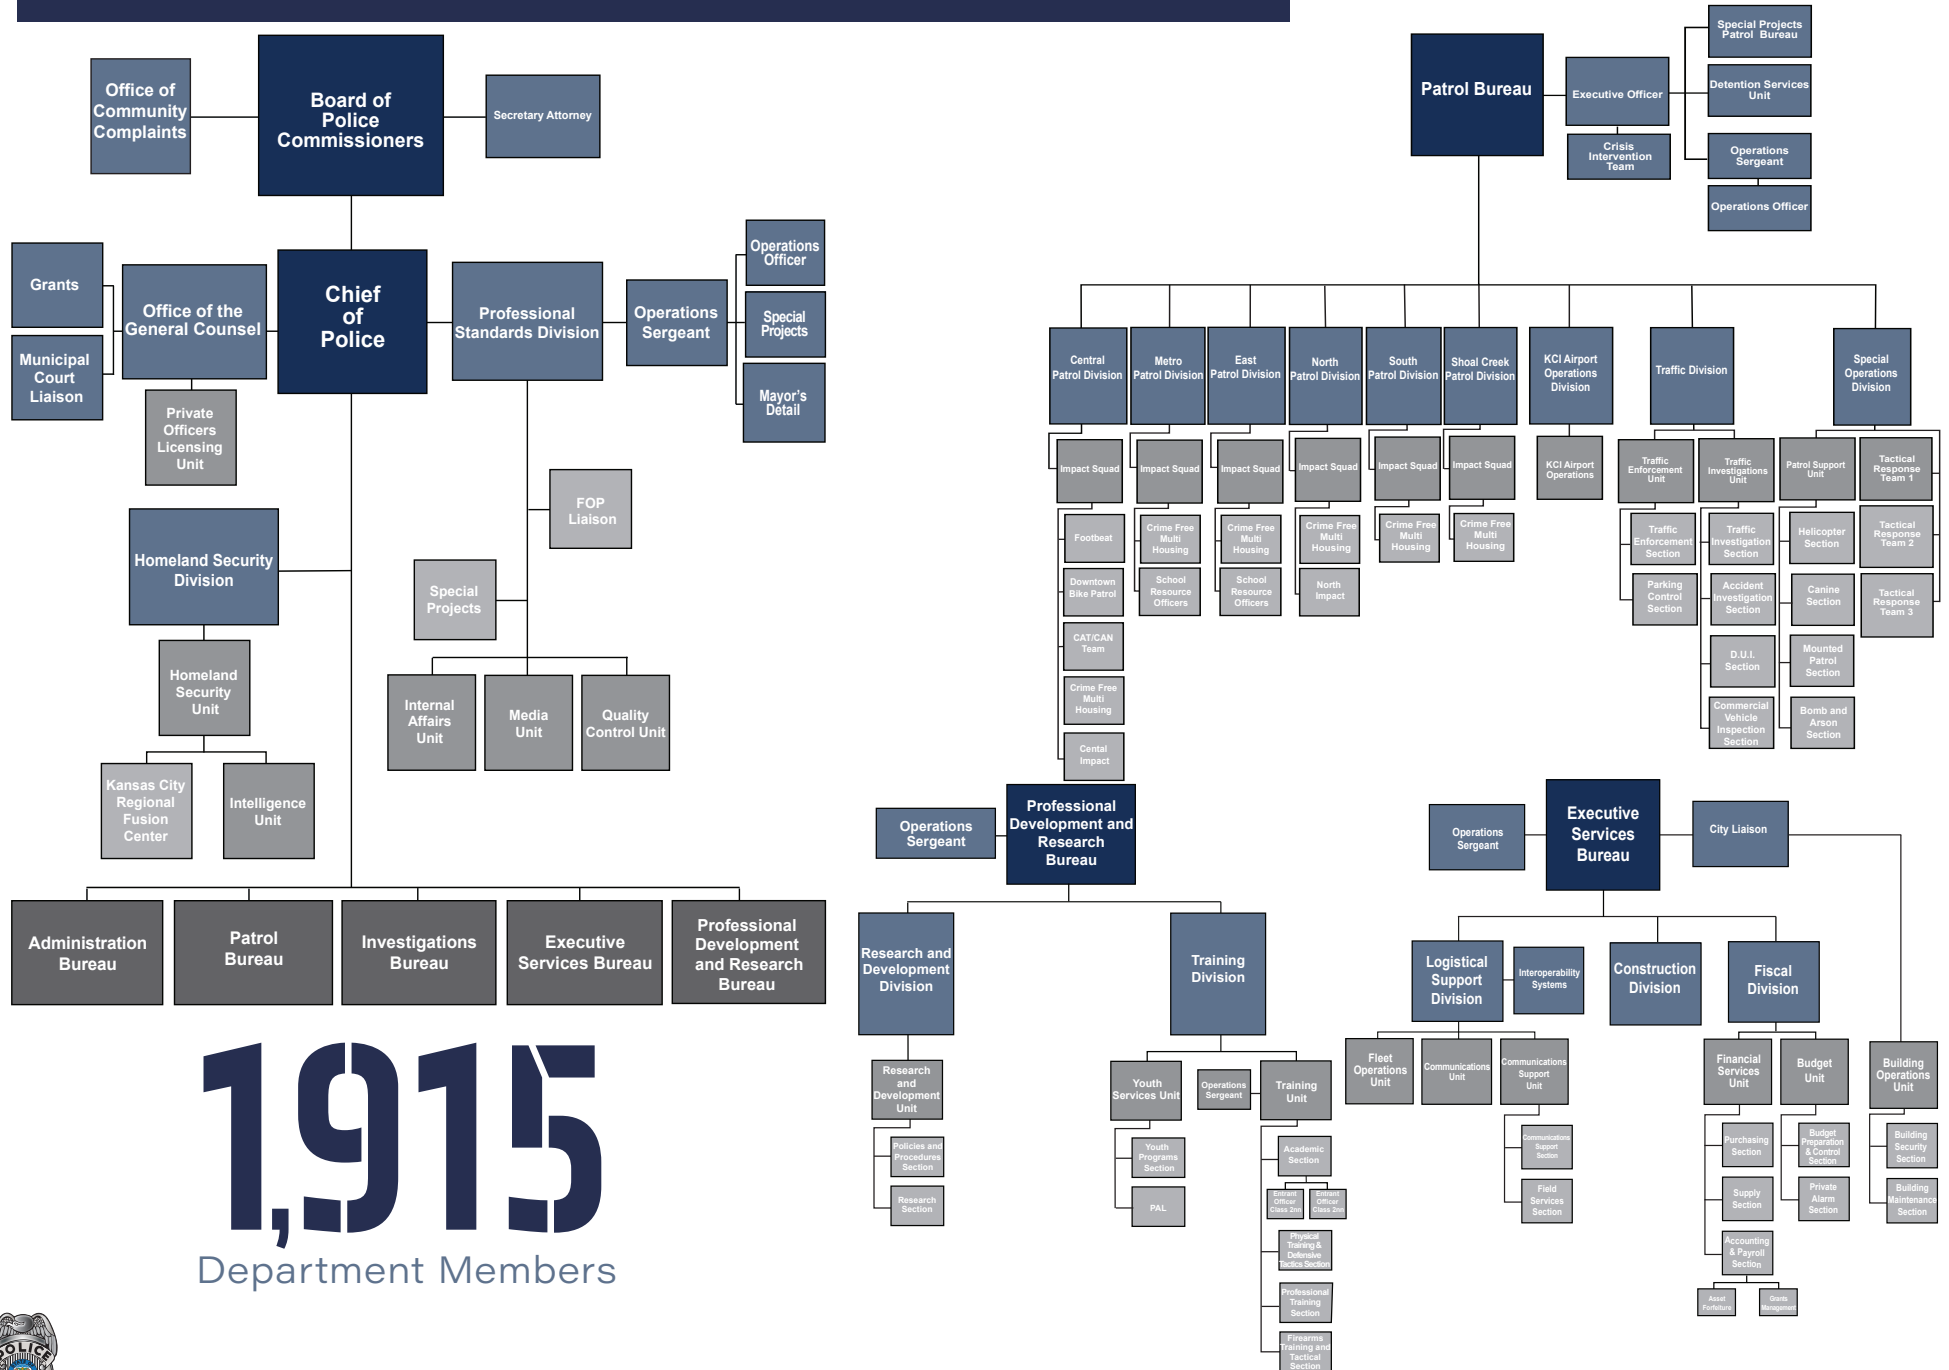 Office of
Community
Complaints
Board of
Police
Commissioners
Secretary Attorney
Grants
Municipal
Court
Liaison
Office of the
General Counsel
Private
Officers
Licensing
Unit
Chief
of
Police
Professional
Standards Division
Operations
Sergeant
Operations
Officer
Special
Projects
Mayor's
Detail
FOP
Liaison
Special
Projects
Internal
Affairs
Unit
Media
Unit
Quality
Control Unit
Homeland Security
Division
Homeland
Security
Unit
Kansas City
Regional
Fusion
Center
Intelligence
Unit
Administration
Bureau
Patrol
Bureau
Investigations
Bureau
Executive
Services Bureau
Professional
Development
and Research
Bureau
1,915
Department Members
POLICE
Patrol Bureau
Executive Officer
Crisis
Intervention
Team
Special Projects
Patrol Bureau
Detention Services
Unit
Operations
Sergeant
Operations Officer
Central
Patrol Division
Metro
Patrol Division
East
Patrol Division
North
Patrol Division
South
Patrol Division
Shoal Creek
Patrol Division
KCI Airport
Operations
Division
Traffic Division
Special
Operations
Division
Impact Squad
Footbeat
Downtown
Bike Patrol
CAT/CAN
Team
Crime Free
Multi
Housing
Cental
Impact
Impact Squad
Crime Free
Multi
Housing
School
Resource
Officers
Impact Squad
Crime Free
Multi
Housing
School
Resource
Officers
Impact Squad
Crime Free
Multi
Housing
North
Impact
Impact Squad
Crime Free
Multi
Housing
Impact Squad
Crime Free
Multi
Housing
KCI Airport
Operations
Traffic
Enforcement
Unit
Traffic
Enforcement
Section
Parking
Control
Section
Traffic
Investigations
Unit
Traffic
Investigation
Section
Accident
Investigation
Section
D.U.I.
Section
Commercial
Vehicle
Inspection
Section
Patrol Support
Unit
Helicopter
Section
Canine
Section
Mounted
Patrol
Section
Bomb and
Arson
Section
Tactical
Response
Team 1
Tactical
Response
Team 2
Tactical
Response
Team 3
Operations
Sergeant
Professional
Development and
Research
Bureau
Research and
Development
Division
Research
and
Development
Unit
Policies and
Procedures
Section
Research
Section
Training
Division
Youth
Services Unit
Youth
Programs
Section
PAL
Operations
Sergeant
Training
Unit
Academic
Section
Entrant
Officer
Class 2nn
Entrant
Officer
Class 2nn
Physical
Training &
Defensive
Tactics Section
Professional
Training
Section
Firearms
Training and
Tactical
Section
Operations
Sergeant
Executive
Services
Bureau
City Liaison
Logistical
Support
Division
Interoperability
Systems
Construction
Division
Fiscal
Division
Fleet
Operations
Unit
Communications
Unit
Communications
Support
Unit
Communications
Support
Section
Field
Services
Section
Financial
Services
Unit
Purchasing
Section
Supply
Section
Accounting
& Payroll
Section
Asset
Forfeiture
Grants
Management
Budget
Unit
Budget
Preparation
& Control
Section
Private
Alarm
Section
Building
Operations
Unit
Building
Security
Section
Building
Maintenance
Section